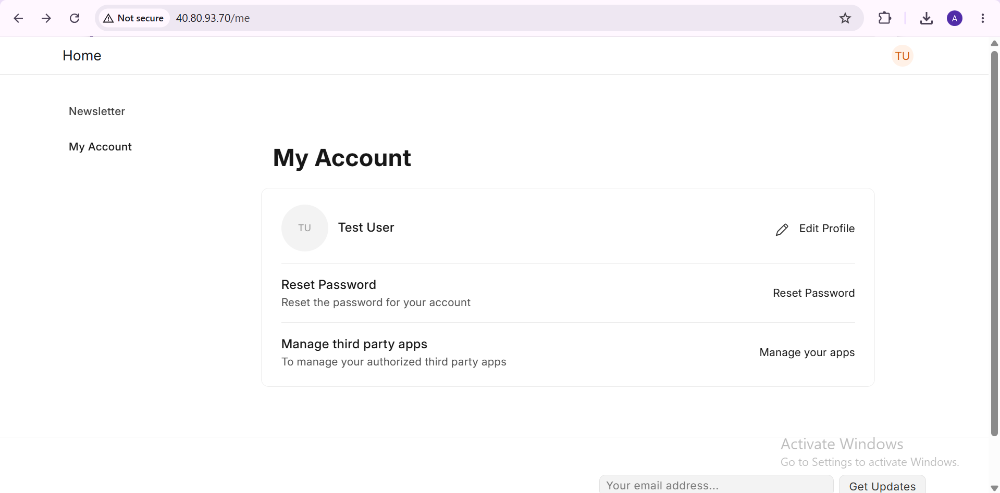 Not secure 40.80.93.70/me A
Home TU
Newsletter
My Account
My Account
TU Test User Edit Profile
Reset Password
Reset the password for your account
Reset Password
Manage third party apps
To manage your authorized third party apps
Manage your apps
Activate Windows
Go to Settings to activate Windows.
Your email address... Get Updates